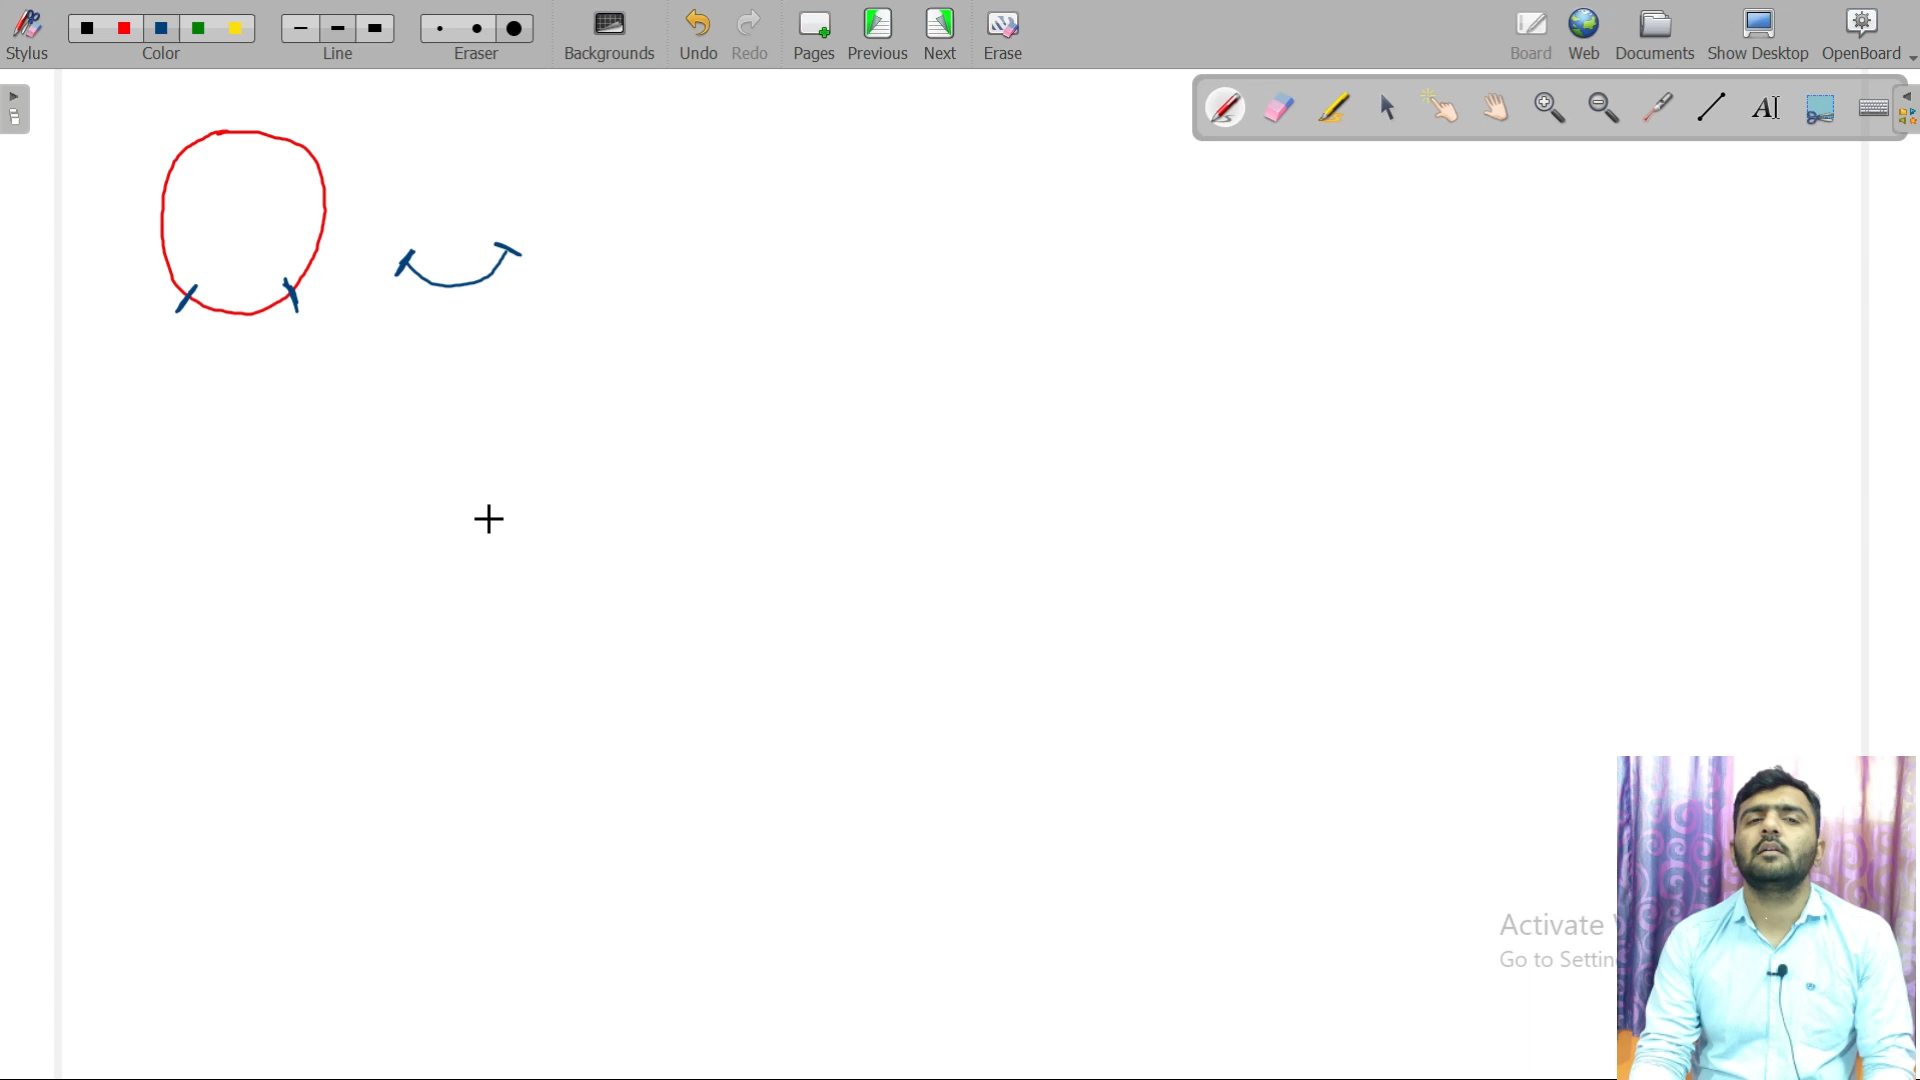 Stylus
Color
Line
Eraser
Backgrounds
Undo
Redo
Pages
Previous
Next
Erase
Board
Web
Documents
Show Desktop
OpenBoard
AI
Activate
Go to Settin